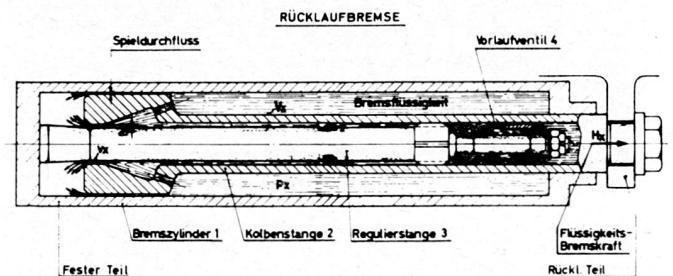 RÜCKLAUFBREMSE
Spieldurchfluss
Vorlaufventil 4
Vx
Bremsflüssigkeit
Hx
vx
Px
Bremszylinder 1
Kolbenstange 2
Regulierstange 3
Flüssigkeits-
Bremskraft
Fester Teil
Rückl. Teil